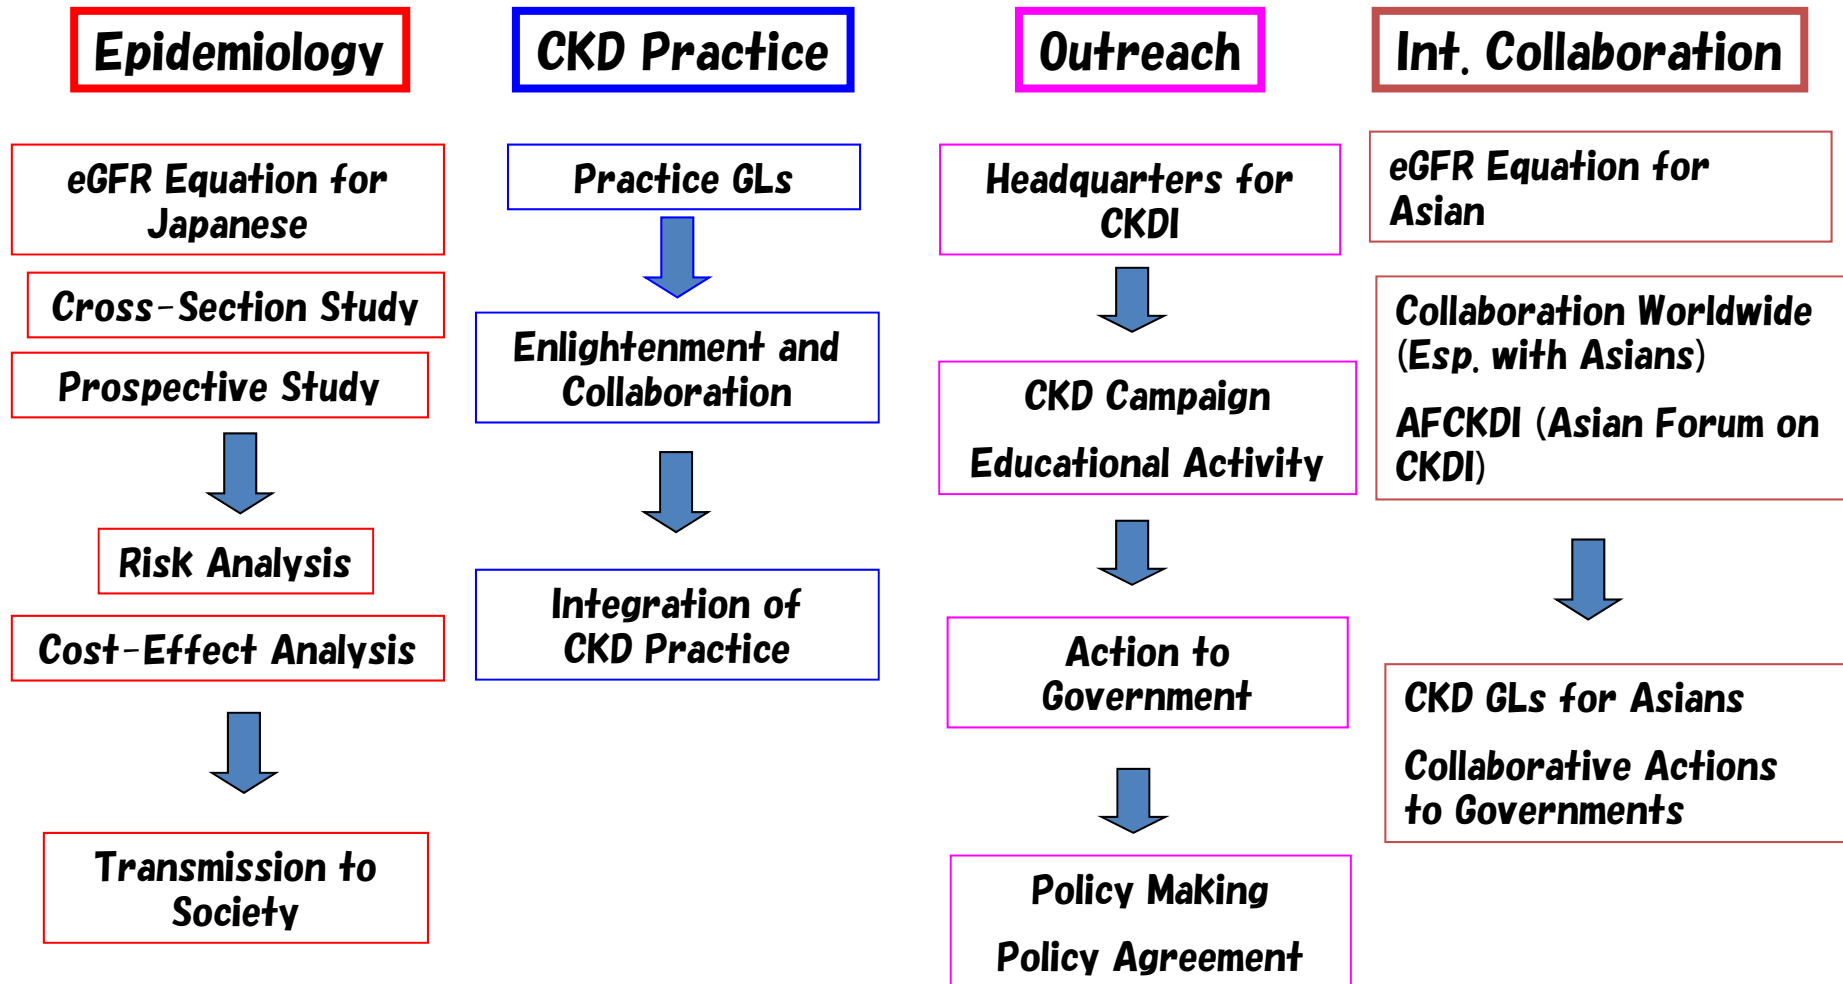 Epidemiology
eGFR Equation for
Japanese
Cross-Section Study
Prospective Study
Risk Analysis
Cost-Effect Analysis
Transmission to
Society
CKD Practice
Practice GLs
Enlightenment and
Collaboration
Integration of
CKD Practice
Outreach
Headquarters for
CKDI
CKD Campaign
Educational Activity
Action to
Government
Policy Making
Policy Agreement
Int. Collaboration
eGFR Equation for
Asian
Collaboration Worldwide
(Esp. with Asians)
AFCKDI (Asian Forum on
CKDI)
CKD GLs for Asians
Collaborative Actions
to Governments